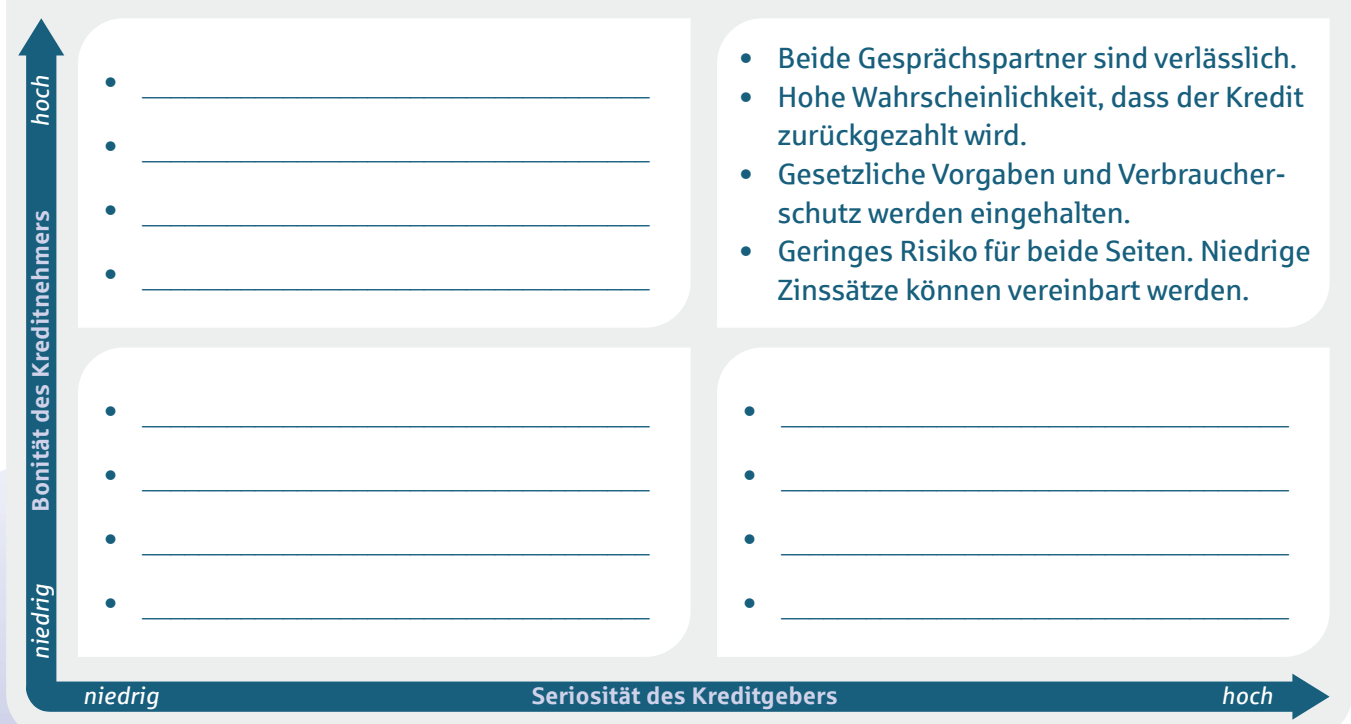 hoch
Bonität des Kreditnehmers
niedrig
• Beide Gesprächspartner sind verlässlich.
• Hohe Wahrscheinlichkeit, dass der Kredit
zurückgezahlt wird.
• Gesetzliche Vorgaben und Verbraucher-
schutz werden eingehalten.
• Geringes Risiko für beide Seiten. Niedrige
Zinssätze können vereinbart werden.
niedrig
Seriosität des Kreditgebers
hoch